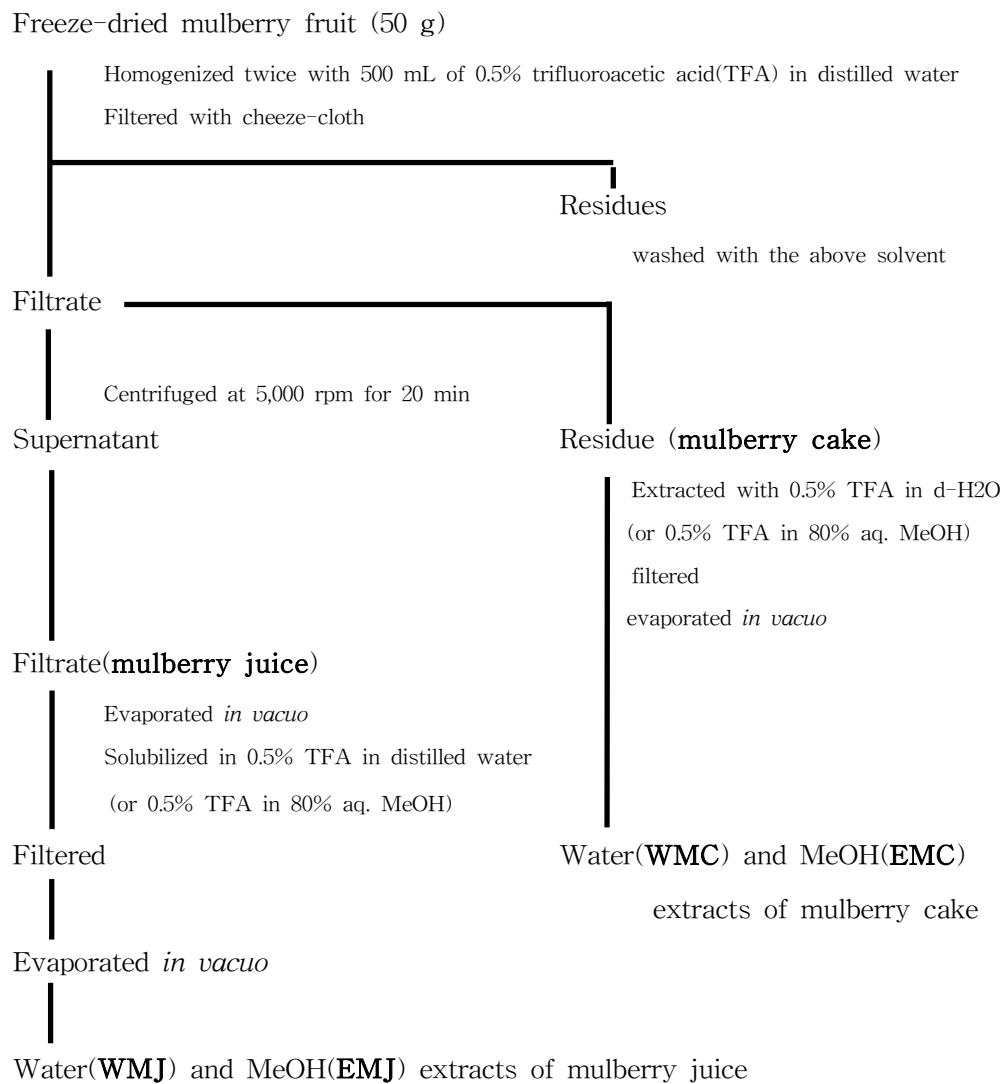 Freeze-dried mulberry fruit (50 g)
Homogenized twice with 500 mL of 0.5% trifluoroacetic acid(TFA) in distilled water
Filtered with cheeze-cloth
Residues
washed with the above solvent
Filtrate
Centrifuged at 5,000 rpm for 20 min
Supernatant
Residue (mulberry cake)
Extracted with 0.5% TFA in d-H2O
(or 0.5% TFA in 80% aq. MeOH)
filtered
evaporated in vacuo
Filtrate(mulberry juice)
Evaporated in vacuo
Solubilized in 0.5% TFA in distilled water
(or 0.5% TFA in 80% aq. MeOH)
Filtered
Water(WMC) and MeOH(EMC)
extracts of mulberry cake
Evaporated in vacuo
Water(WMJ) and MeOH(EMJ) extracts of mulberry juice